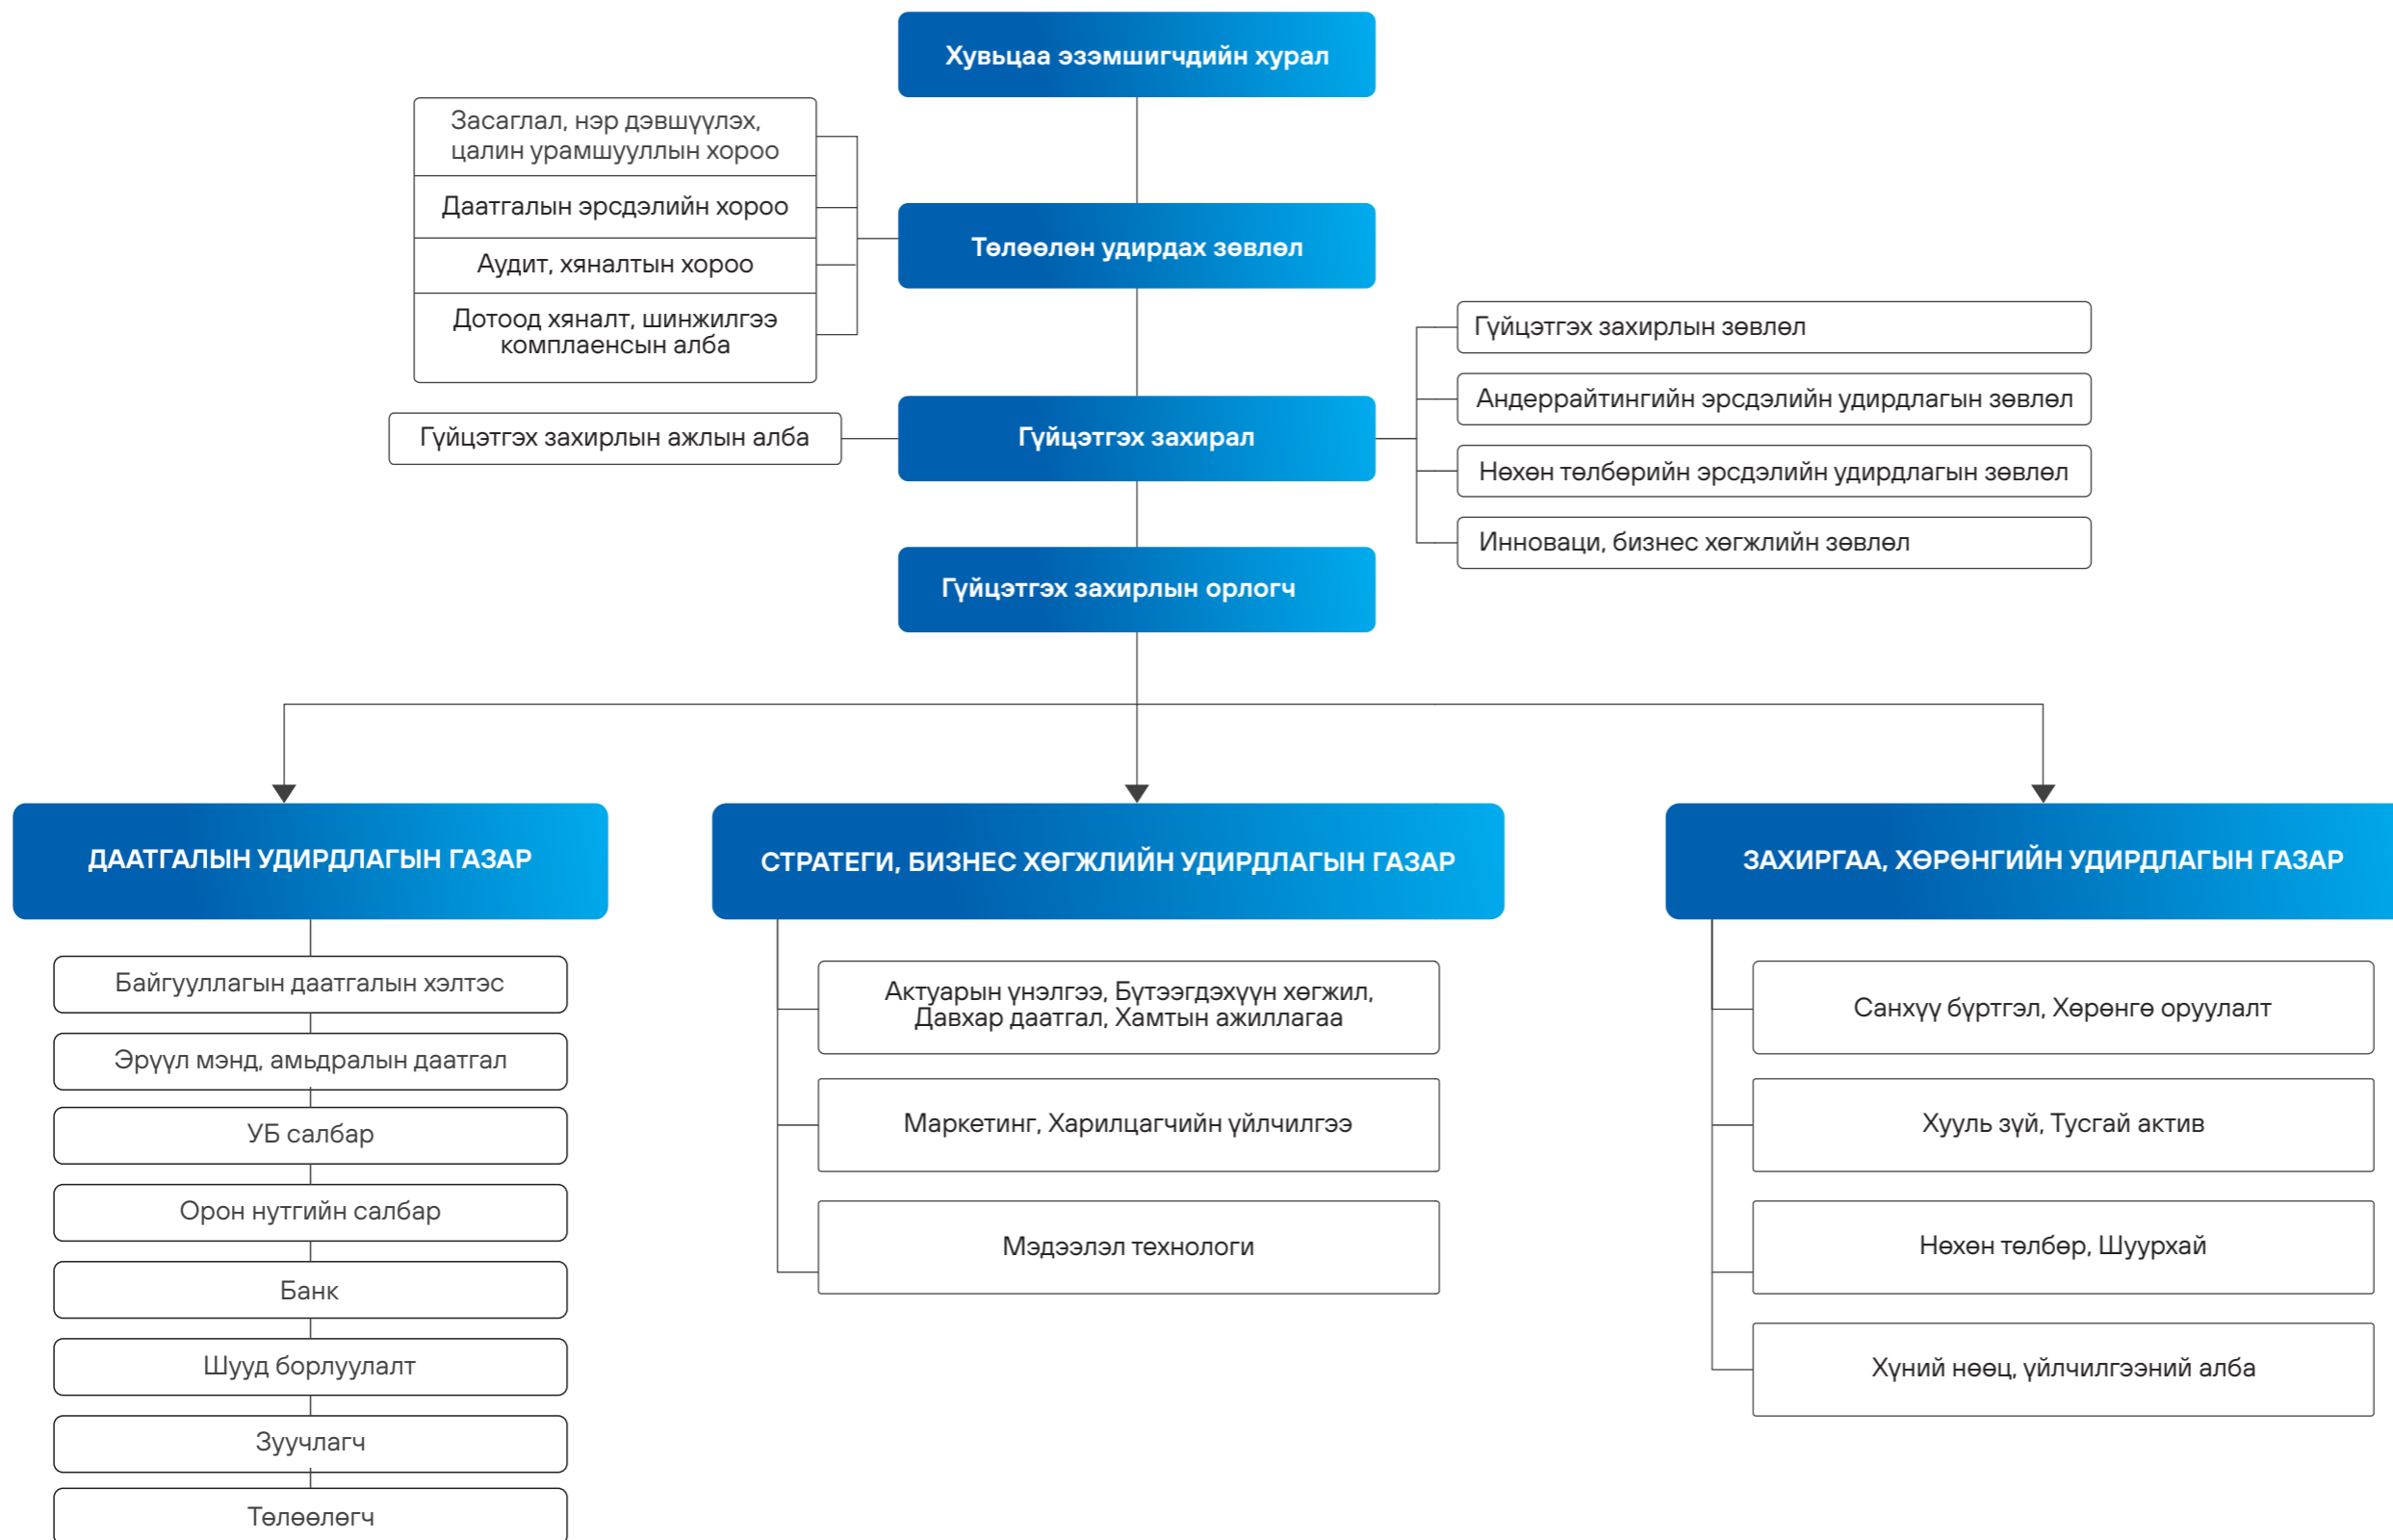 Хувьцаа эзэмшигчдийн хурал
Засаглал, нэр дэвшүүлэх,
цалин урамшууллын хороо
Даатгалын эрсдэлийн хороо
Аудит, хяналтын хороо
Дотоод хяналт, шинжилгээ
комплаенсын алба
Төлөөлөн удирдах зөвлөл
Гүйцэтгэх захирлын ажлын алба
Гүйцэтгэх захирал
Гүйцэтгэх захирлын зөвлөл
Андеррайтингийн эрсдэлийн удирдлагын зөвлөл
Нөхөн төлбөрийн эрсдэлийн удирдлагын зөвлөл
Инноваци, бизнес хөгжлийн зөвлөл
Гүйцэтгэх захирлын орлогч
ДААТГАЛЫН УДИРДЛАГЫН ГАЗАР
Байгууллагын даатгалын хэлтэс
Эрүүл мэнд, амьдралын даатгал
УБ салбар
Орон нутгийн салбар
Банк
Шууд борлуулалт
Зуучлагч
Төлөөлөгч
СТРАТЕГИ, БИЗНЕС ХӨГЖЛИЙН УДИРДЛАГЫН ГАЗАР
Актуарын үнэлгээ, Бүтээгдэхүүн хөгжил,
Давхар даатгал, Хамтын ажиллагаа
Маркетинг, Харилцагчийн үйлчилгээ
Мэдээлэл технологи
ЗАХИРГАА, ХӨРӨНГИЙН УДИРДЛАГЫН ГАЗАР
Санхүү бүртгэл, Хөрөнгө оруулалт
Хууль зүй, Тусгай актив
Нөхөн төлбөр, Шуурхай
Хүний нөөц, үйлчилгээний алба